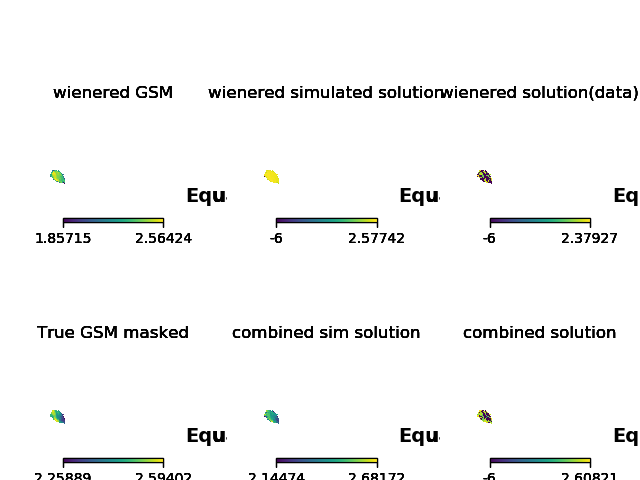 wienered GSM wienered simulated solution wienered solution(data)
Equ Equ Eq
1.85715 2.56424 -6 2.57742 -6 2.37927
True GSM masked combined sim solution combined solution
Equ Equ Eq
2.25889 2.59402 2.14474 2.68172 -6 2.60821